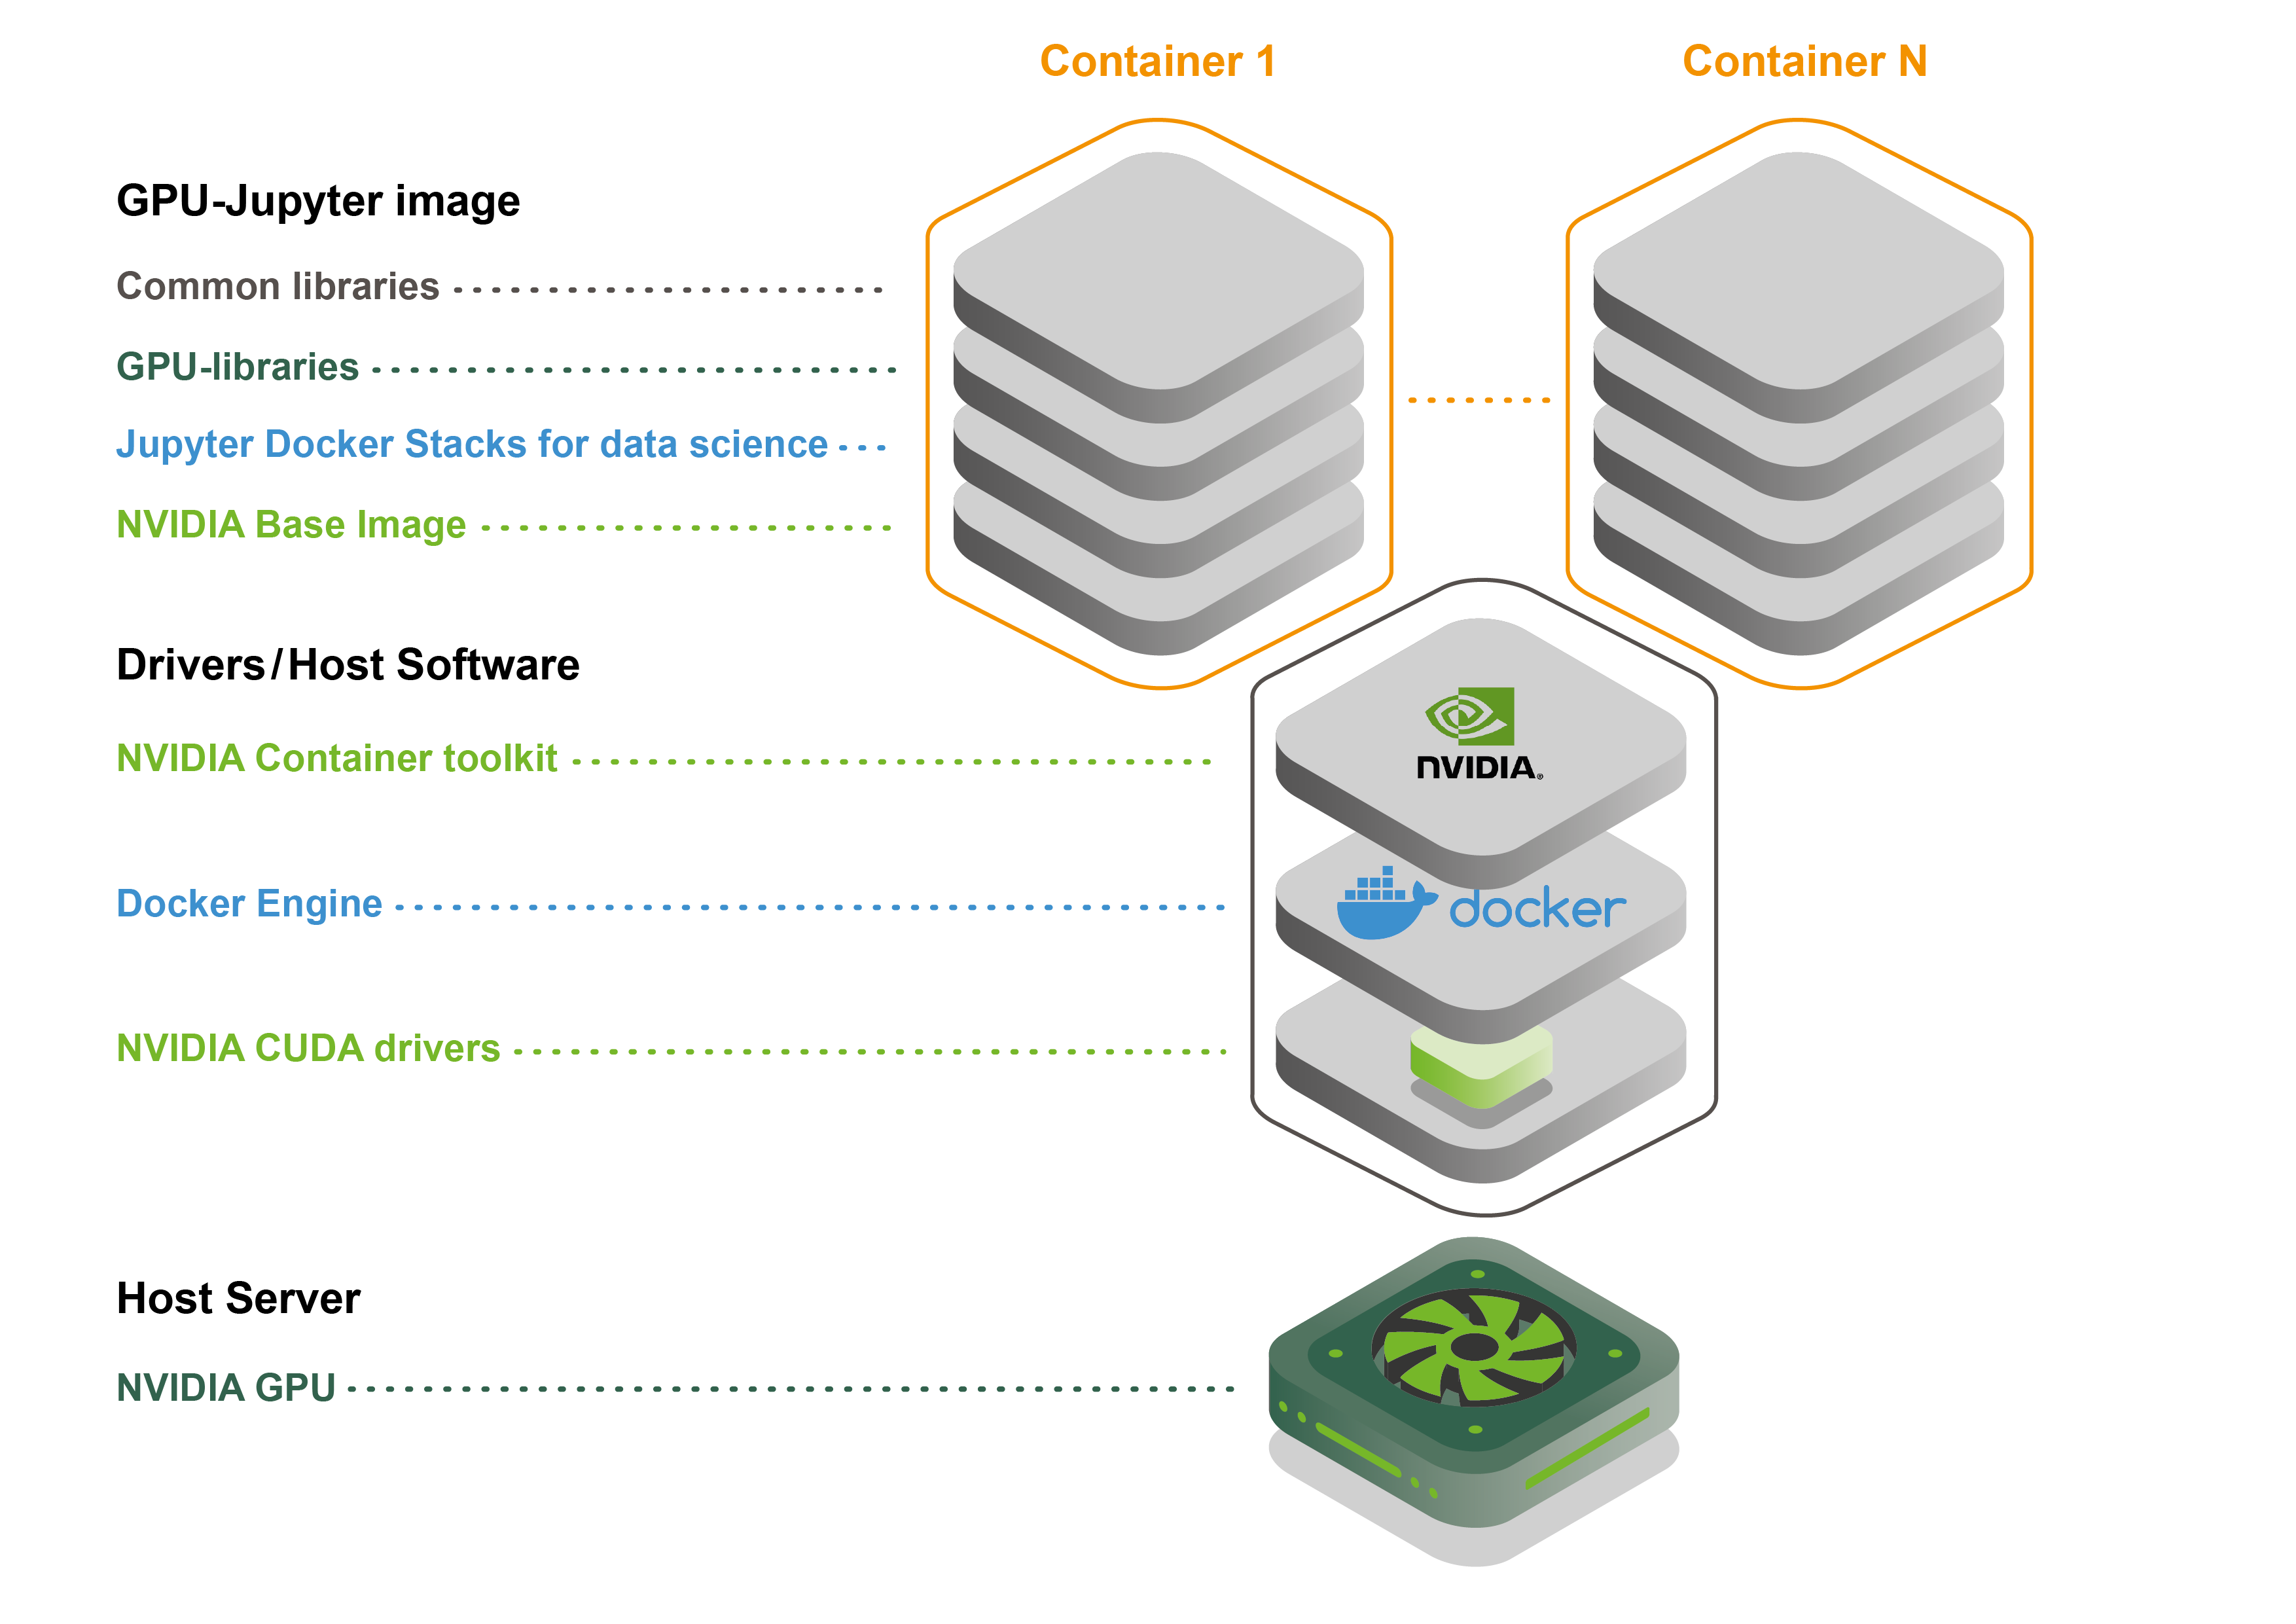 Container 1
Container N
GPU-Jupyter image
Common libraries
GPU-libraries
Jupyter Docker Stacks for data science
NVIDIA Base Image
Drivers/Host Software
NVIDIA Container toolkit
NVIDIA®
Docker Engine
docker
NVIDIA CUDA drivers
Host Server
NVIDIA GPU